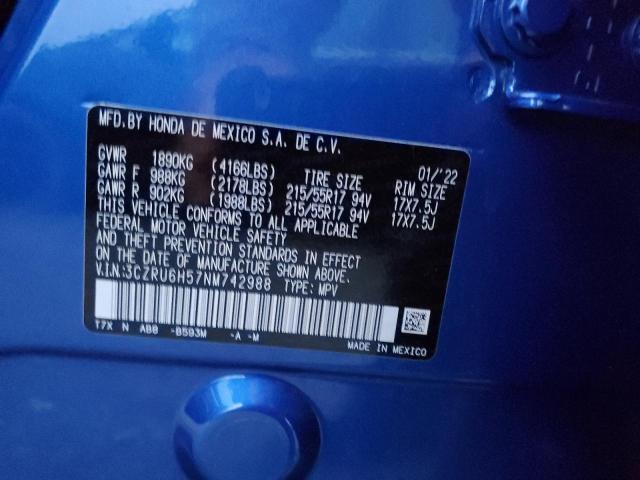 MFD.BY HONDA DE MEXICO S.A. DE C.V.
01/'22
GVWR 1890KG (4166LBS) TIRE SIZE RIM SIZE
GAWR F 988KG (2178LBS) 215/55R17 94V 17X7.5J
GAWR R 902KG (1988LBS) 215/55R17 94V 17X7.5J
THIS VEHICLE CONFORMS TO ALL APPLICABLE
FEDERAL MOTOR VEHICLE SAFETY
AND THEFT PREVENTION STANDARDS IN EFFECT
ON THE DATE OF MANUFACTURE SHOWN ABOVE.
V.I.N.:3CZRU6H57NM742988 TYPE: MPV
T7X N ABB -B593M -A -M
MADE IN MEXICO